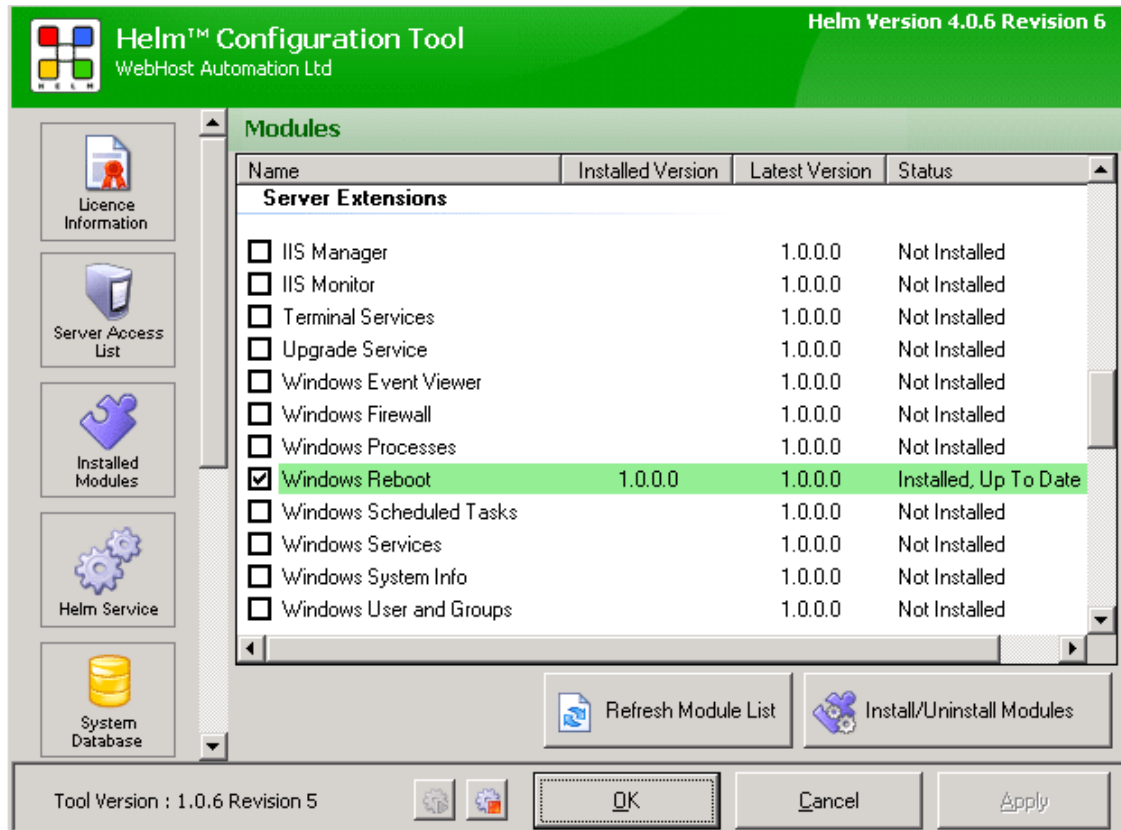 Helm™ Configuration Tool
WebHost Automation Ltd
HELM
Helm Version 4.0.6 Revision 6
Licence
Information
Server Access
List
Installed
Modules
Helm Service
System
Database
Modules
Name Installed Version Latest Version Status
Server Extensions
IIS Manager 1.0.0.0 Not Installed
IIS Monitor 1.0.0.0 Not Installed
Terminal Services 1.0.0.0 Not Installed
Upgrade Service 1.0.0.0 Not Installed
Windows Event Viewer 1.0.0.0 Not Installed
Windows Firewall 1.0.0.0 Not Installed
Windows Processes 1.0.0.0 Not Installed
Windows Reboot 1.0.0.0 1.0.0.0 Installed, Up To Date
Windows Scheduled Tasks 1.0.0.0 Not Installed
Windows Services 1.0.0.0 Not Installed
Windows System Info 1.0.0.0 Not Installed
Windows User and Groups 1.0.0.0 Not Installed
Refresh Module List Install/Uninstall Modules
Tool Version : 1.0.6 Revision 5 OK Cancel Apply